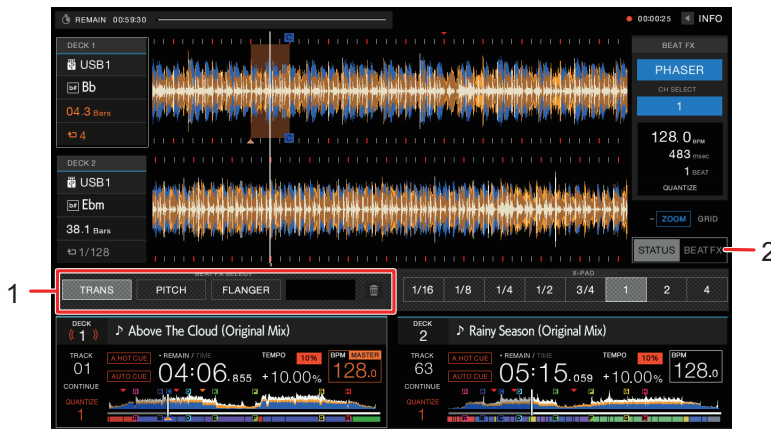 REMAIN 00:59:30
00:00:25 INFO
DECK 1
USB1
Bb
04.3 Bars
4
DECK 2
USB1
Ebm
38.1 Bars
1/128
C
C
BEAT FX
PHASER
CH SELECT
1
128.0 BPM
483 msec
1 BEAT
QUANTIZE
- ZOOM GRID
STATUS BEAT FX
2
1
BEAT FX SELECT
TRANS PITCH FLANGER
X-PAD
1/16 1/8 1/4 1/2 3/4 1 2 4
DECK 1
♪ Above The Cloud (Original Mix)
TRACK 01
CONTINUE
QUANTIZE 1
A.HOT CUE
AUTO CUE
• REMAIN / TIME
04:06.855
TEMPO 10%
+10.00%
BPM MASTER
128.0
DECK 2
♪ Rainy Season (Original Mix)
TRACK 63
CONTINUE
QUANTIZE 1
A.HOT CUE
AUTO CUE
• REMAIN / TIME
05:15.059
TEMPO 10%
+10.00%
BPM
128.0